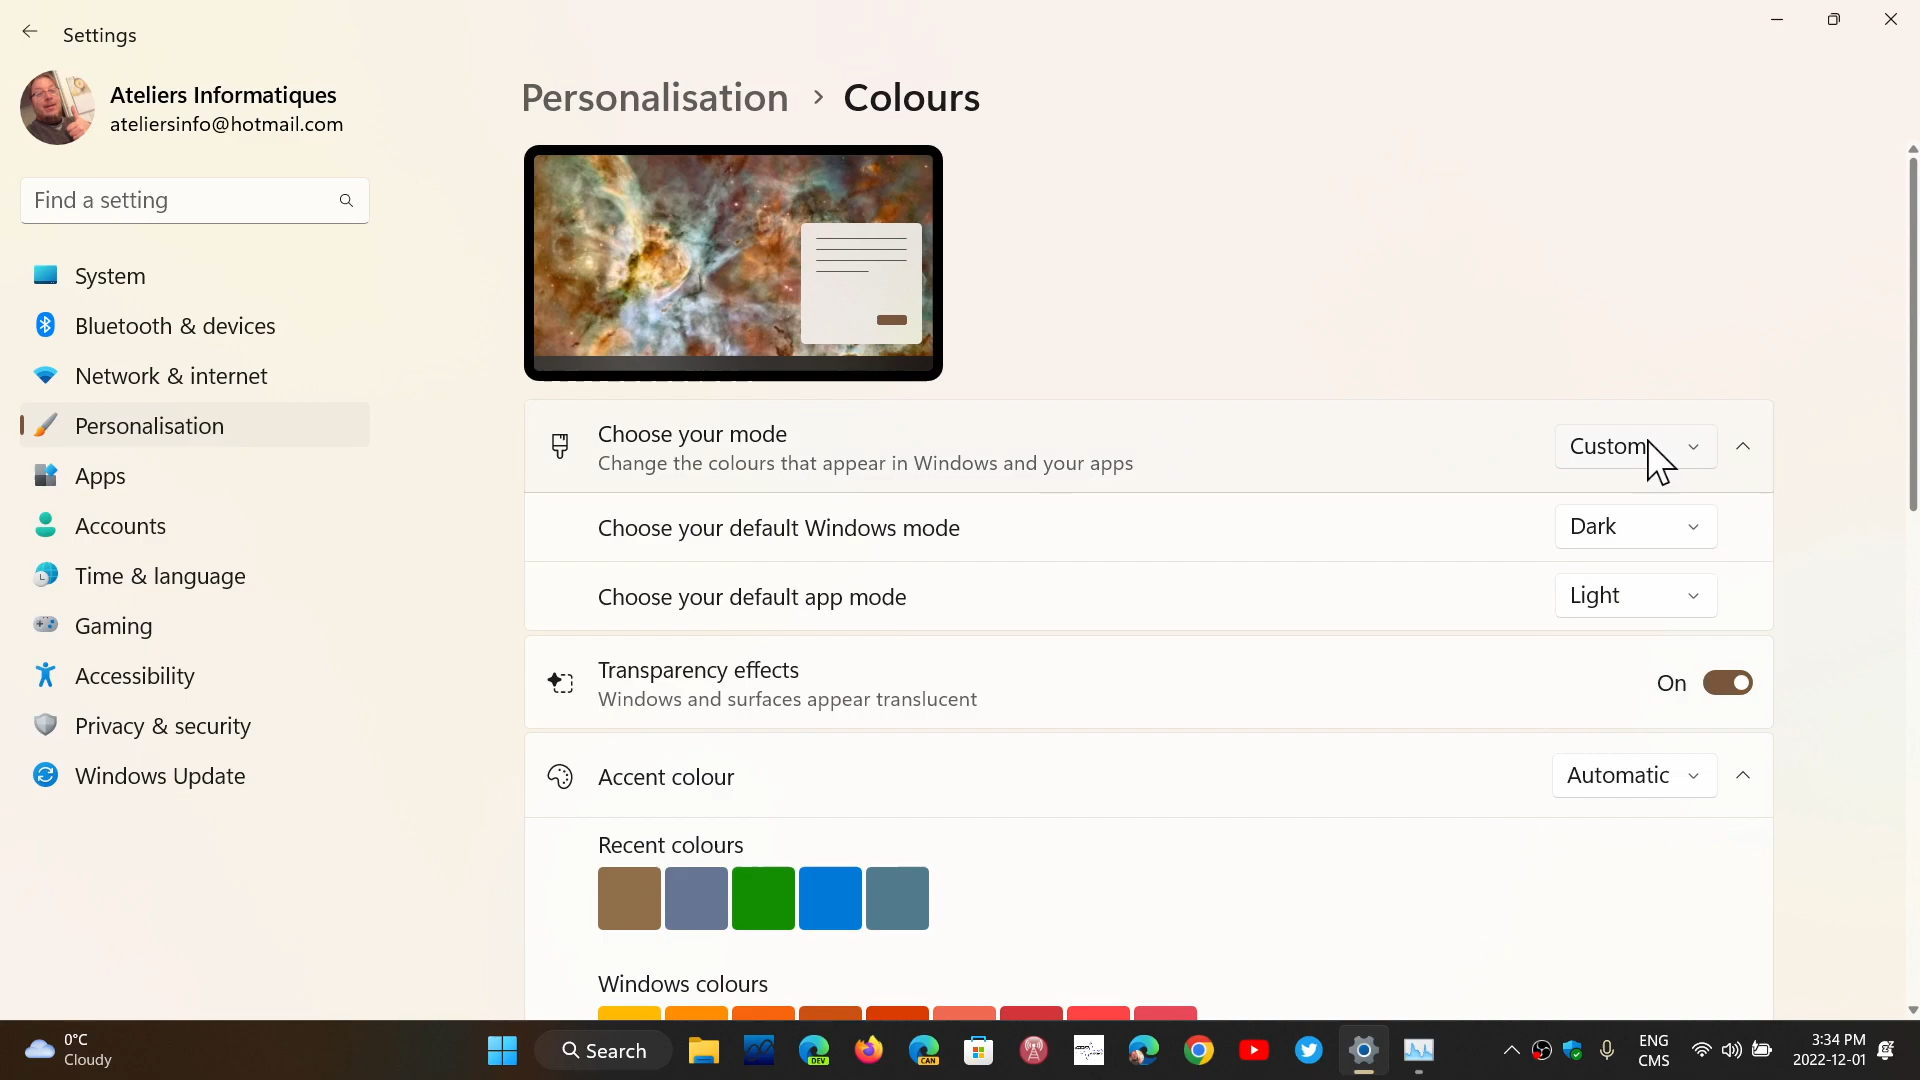 Settings
Ateliers Informatiques
ateliersinfo@hotmail.com
Find a setting
System
Bluetooth & devices
Network & internet
Personalisation
Apps
Accounts
Time & language
Gaming
Accessibility
Privacy & security
Windows Update
Personalisation > Colours
Choose your mode
Change the colours that appear in Windows and your apps
Custom
Choose your default Windows mode
Dark
Choose your default app mode
Light
Transparency effects
Windows and surfaces appear translucent
On
Accent colour
Automatic
Recent colours
Windows colours
0°C
Cloudy
Search
DEV
CAN
ENG
CMS
3:34 PM
2022-12-01